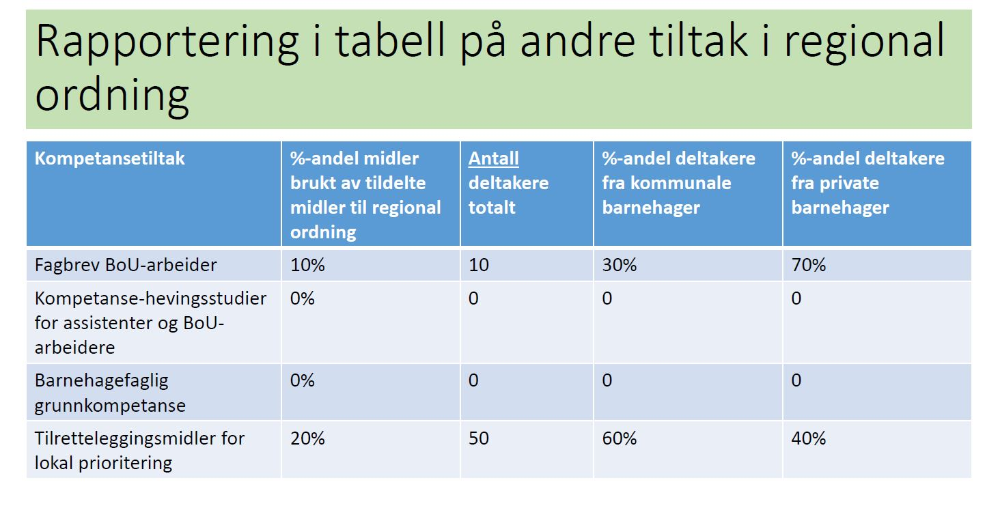 Rapportering i tabell på andre tiltak i regional
ordning
Kompetansetiltak
%-andel midler
brukt av tildelte
midler til regional
ordning
Antall
deltakere
totalt
%-andel deltakere
fra kommunale
barnehager
%-andel deltakere
fra private
barnehager
Fagbrev BoU-arbeider
10%
10
30%
70%
Kompetanse-hevingsstudier
for assistenter og BoU-
arbeidere
0%
0
0
0
Barnehagefaglig
grunnkompetanse
0%
0
0
0
Tilretteleggingsmidler for
lokal prioritering
20%
50
60%
40%